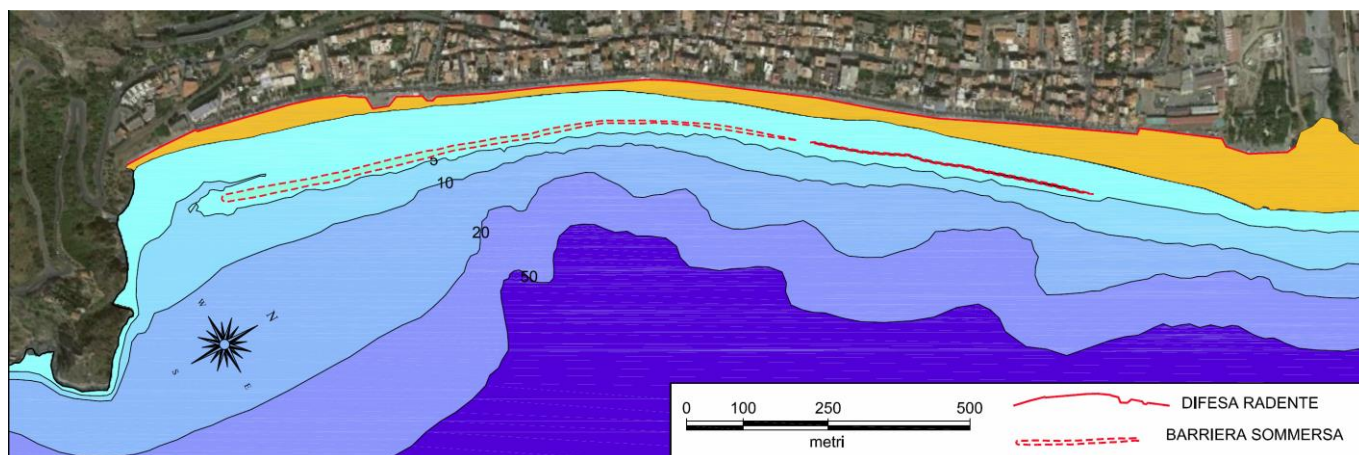 5
10
20
50
W
N
S
E
0 100 250 500
metri
DIFESA RADENTE
BARRIERA SOMMERSA